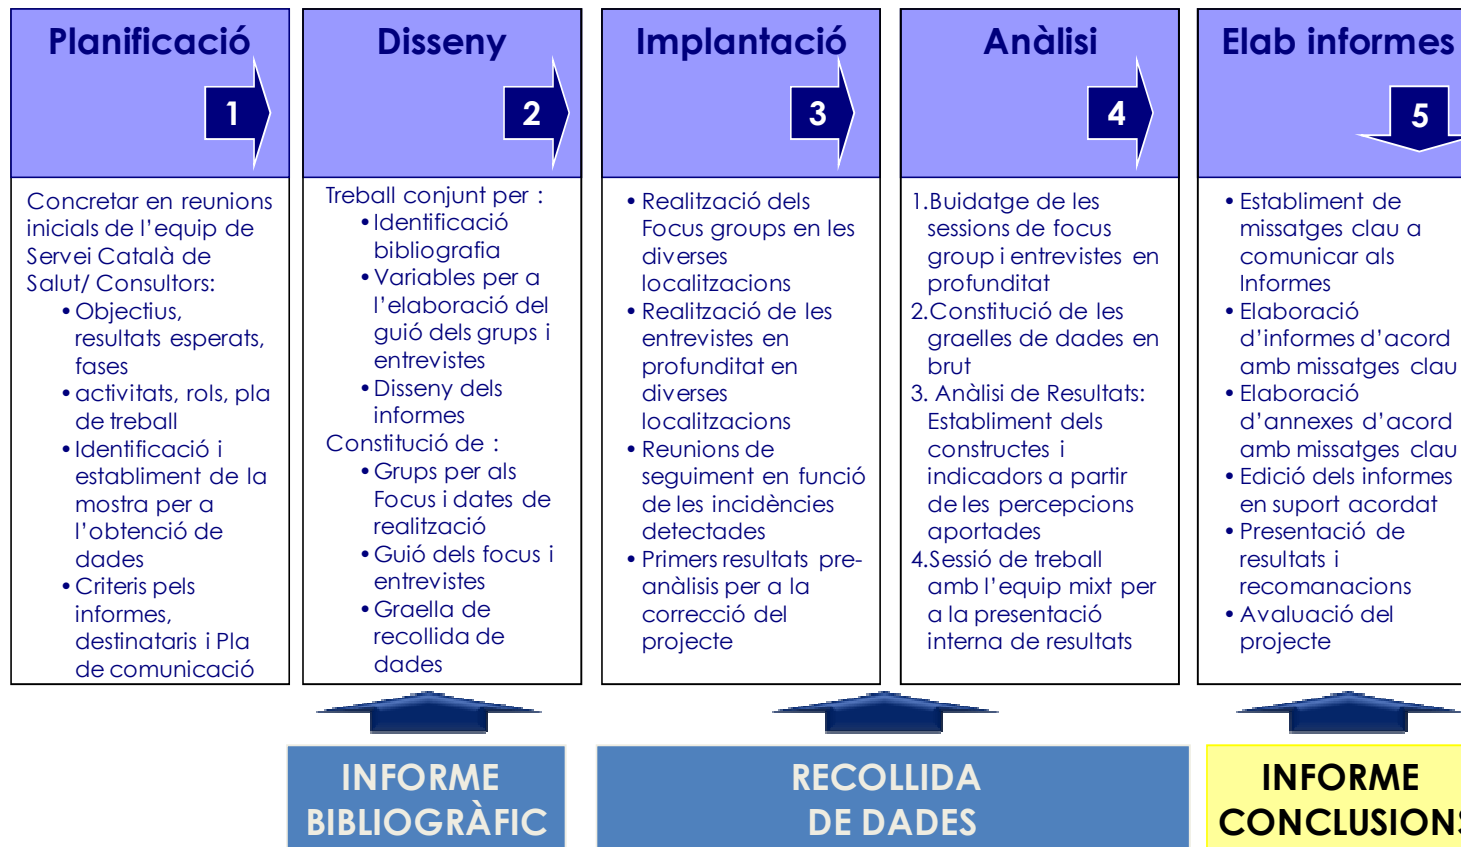 Planificació
1
Concretar en reunions
inicials de l’equip de
Servei Català de
Salut/ Consultors:
•Objectius,
resultats esperats,
fases
•activitats, rols, pla
de treball
•Identificació i
establiment de la
mostra per a
l’obtenció de
dades
•Criteris pels
informes,
destinataris i Pla
de comunicació
Disseny
2
Treball conjunt per :
•Identificació
bibliografia
•Variables per a
l’elaboració del
guió dels grups i
entrevistes
•Disseny dels
informes
Constitució de :
•Grups per als
Focus i dates de
realització
•Guió dels focus i
entrevistes
•Graella de
recollida de
dades
Implantació
3
•Realització dels
Focus groups en les
diverses
localitzacions
•Realització de les
entrevistes en
profunditat en
diverses
localitzacions
•Reunions de
seguiment en funció
de les incidències
detectades
•Primers resultats pre-
anàlisis per a la
correcció del
projecte
Anàlisi
4
1.Buidatge de les
sessions de focus
group i entrevistes en
profunditat
2.Constitució de les
graelles de dades en
brut
3. Anàlisi de Resultats:
Establiment dels
constructes i
indicadors a partir
de les percepcions
aportades
4.Sessió de treball
amb l’equip mixt per
a la presentació
interna de resultats
Elab informes
5
•Establiment de
missatges clau a
comunicar als
Informes
•Elaboració
d’informes d’acord
amb missatges clau
•Elaboració
d’annexes d’acord
amb missatges clau
•Edició dels informes
en suport acordat
•Presentació de
resultats i
recomanacions
•Avaluació del
projecte
INFORME
BIBLIOGRÀFIC
RECOLLIDA
DE DADES
INFORME
CONCLUSIONS